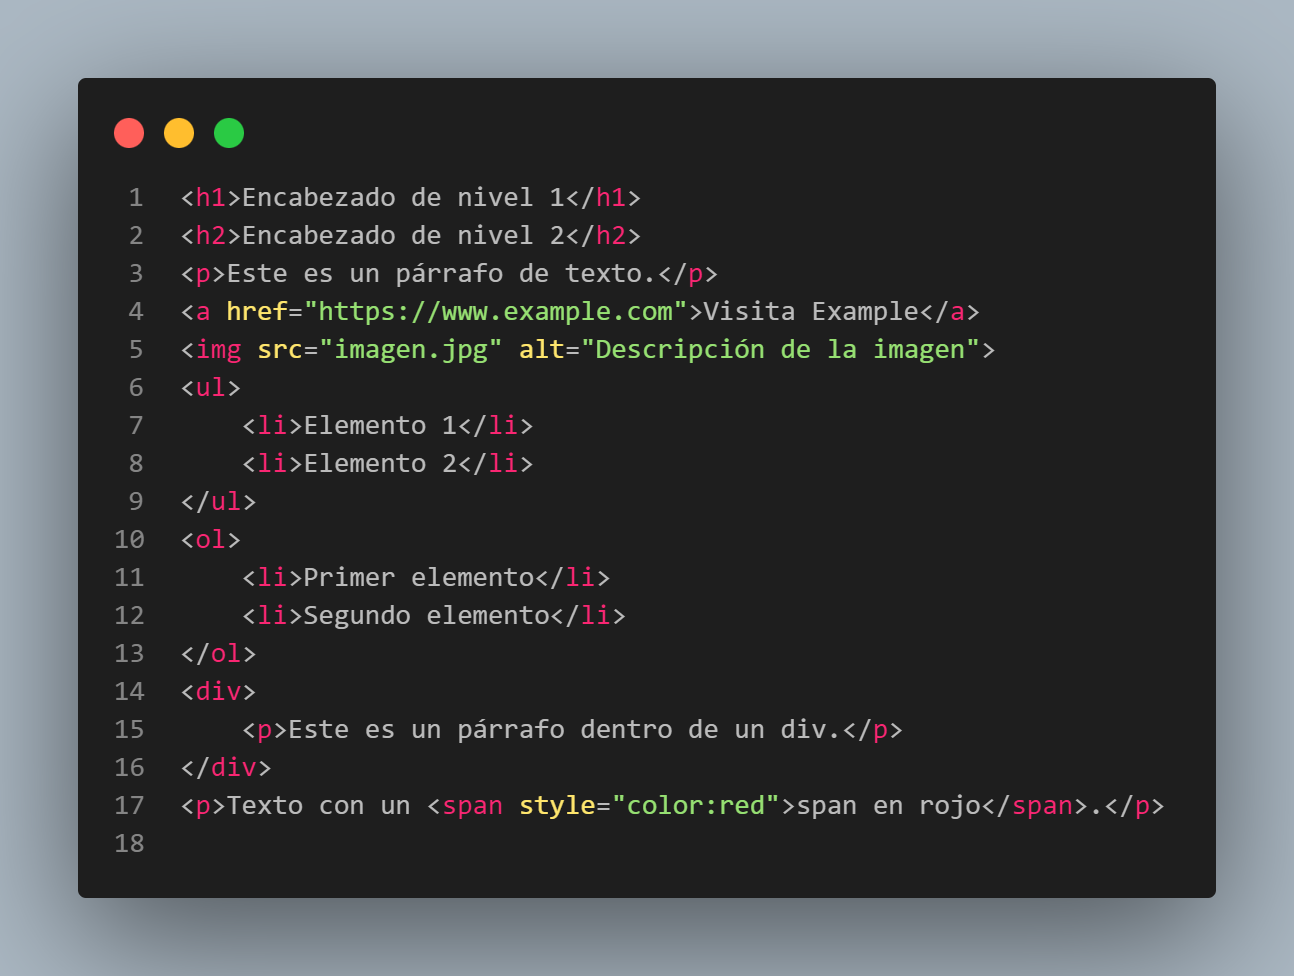 1 <h1>Encabezado de nivel 1</h1>
2 <h2>Encabezado de nivel 2</h2>
3 <p>Este es un párrafo de texto.</p>
4 <a href="https://www.example.com">Visita Example</a>
5 <img src="imagen.jpg" alt="Descripción de la imagen">
6 <ul>
7     <li>Elemento 1</li>
8     <li>Elemento 2</li>
9 </ul>
10 <ol>
11     <li>Primer elemento</li>
12     <li>Segundo elemento</li>
13 </ol>
14 <div>
15     <p>Este es un párrafo dentro de un div.</p>
16 </div>
17 <p>Texto con un <span style="color:red">span en rojo</span>.</p>
18